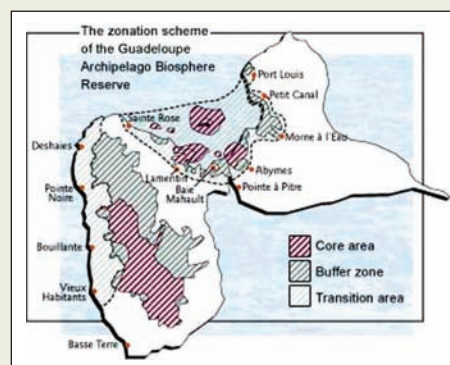 The zonation scheme
of the Guadeloupe
Archipelago Biosphere
Reserve
Port Louis
Petit Canal
Sainte Rose
Morne à l'Eau
Deshaies
Lamentin
Abymes
Baie
Mahault
Pointe à Pitre
Pointe
Noire
Core area
Bouillante
Buffer zone
Vieux
Habitants
Transition area
Basse Terre